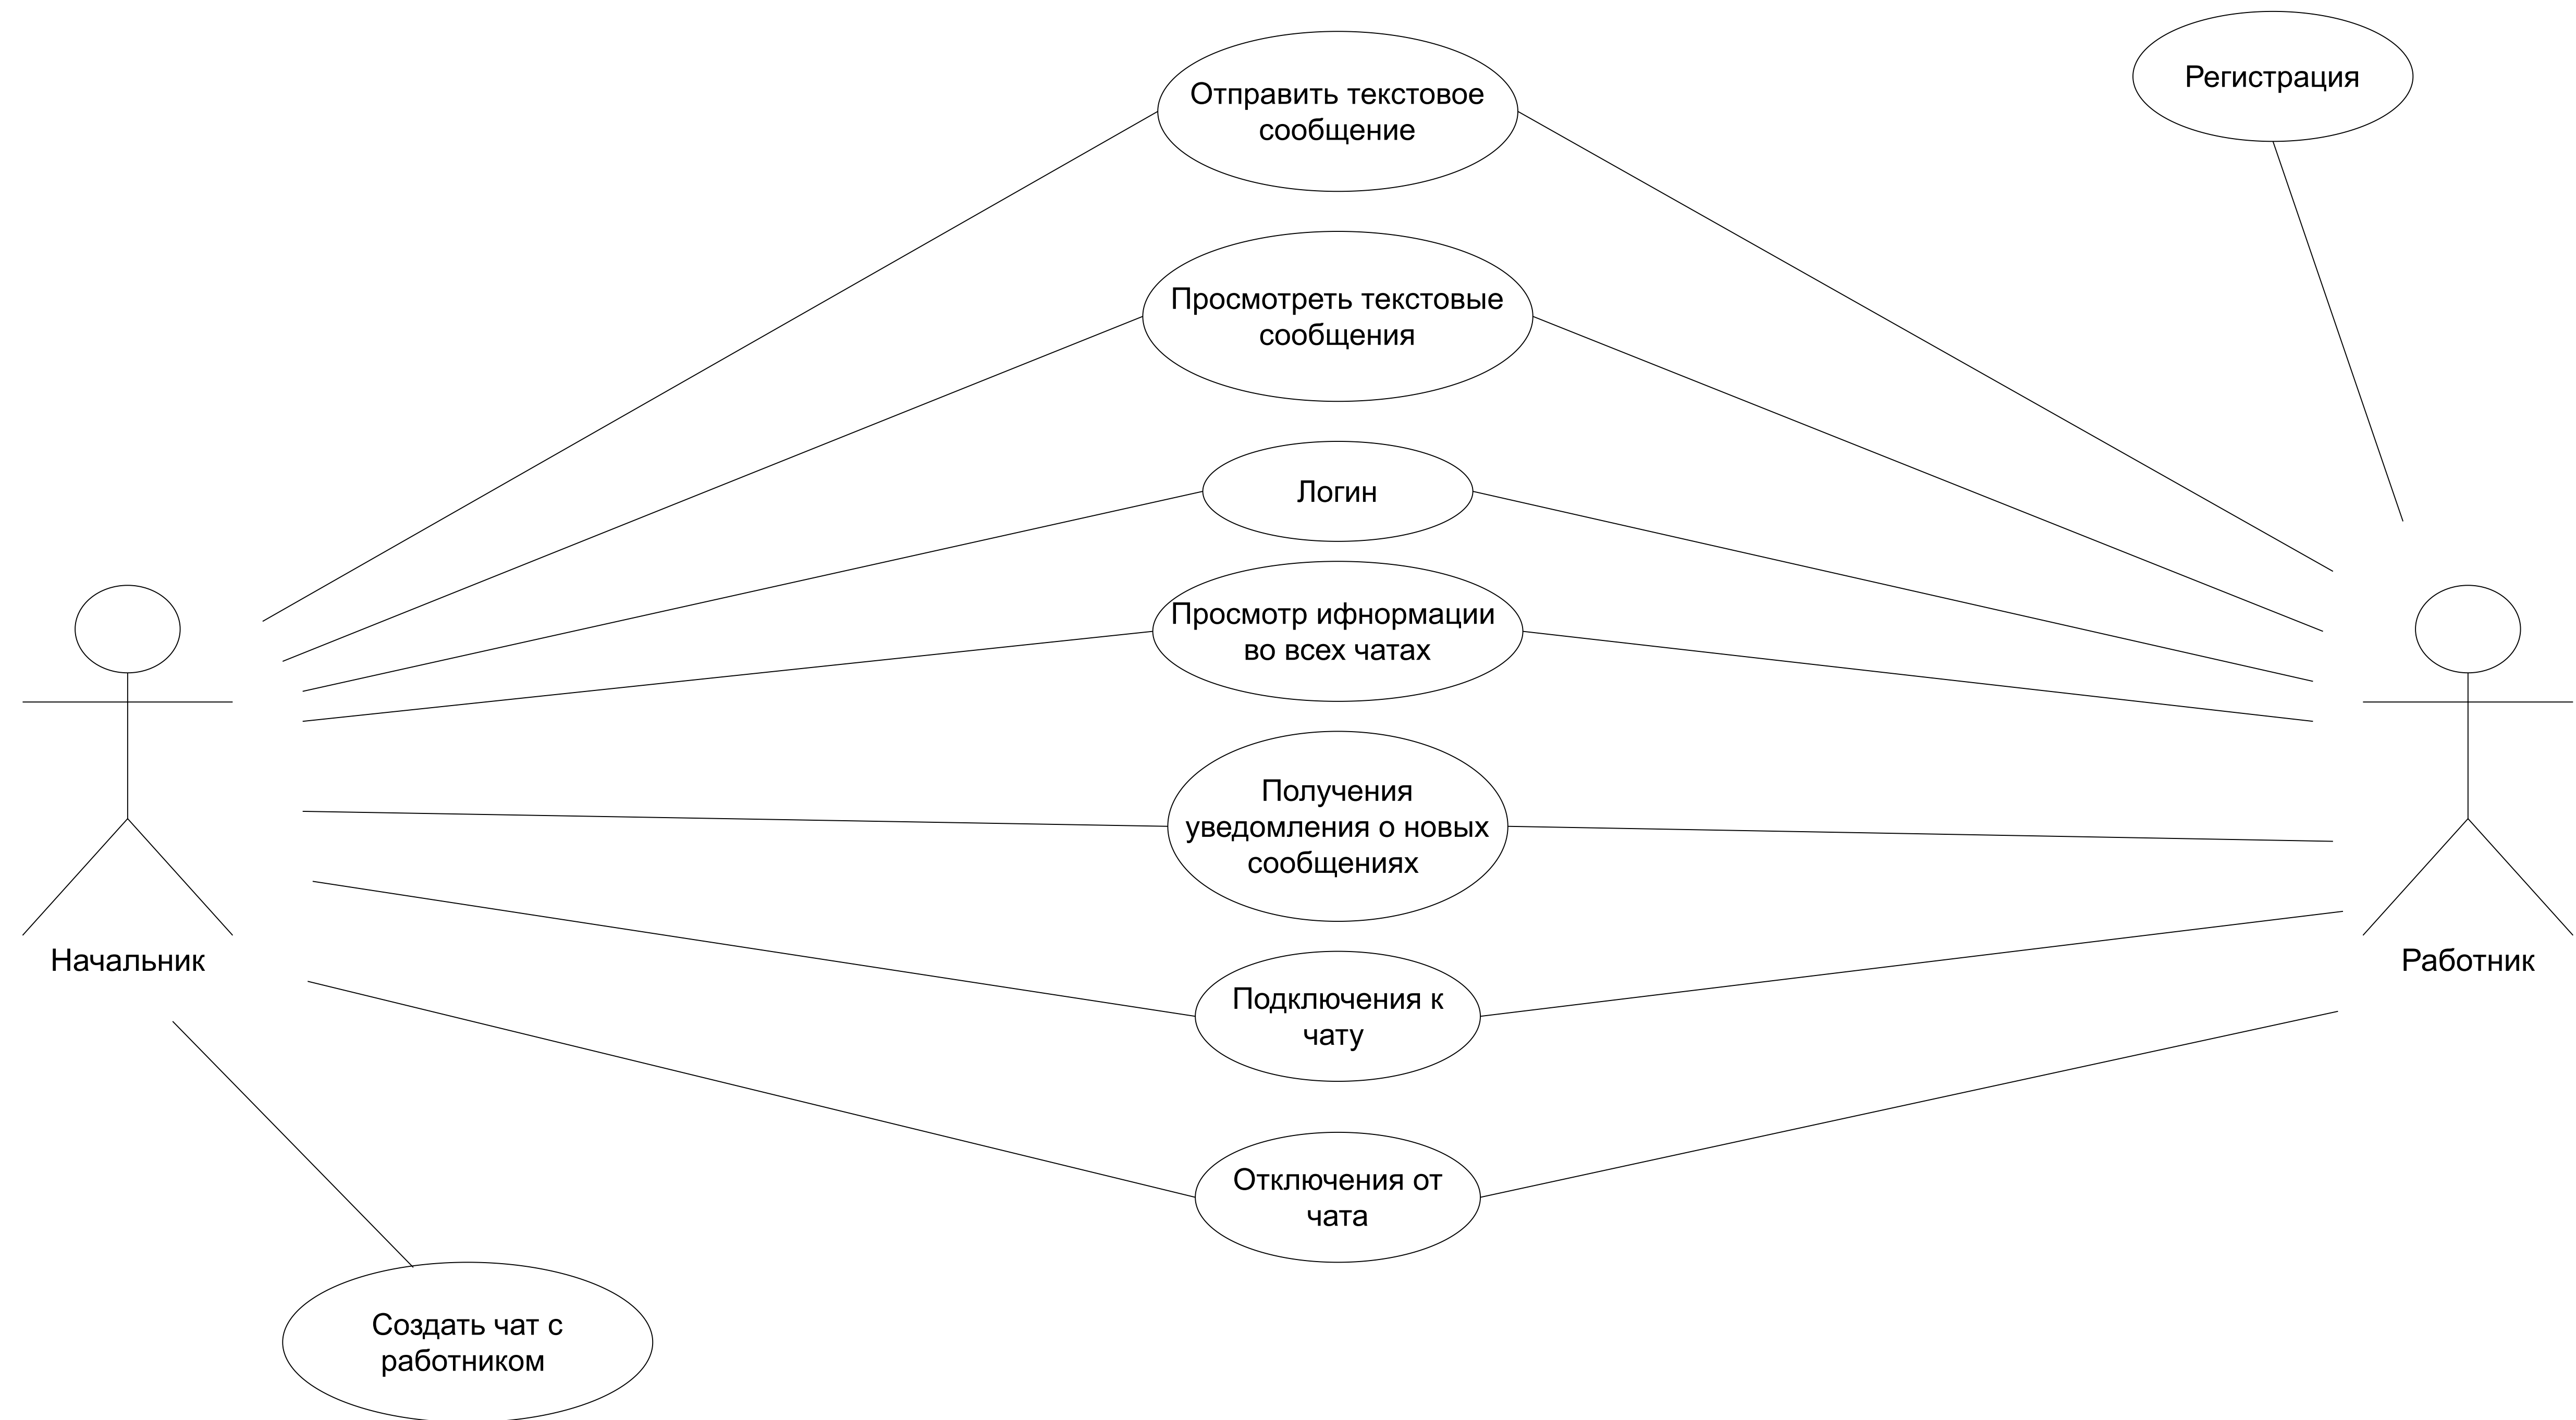 Регистрация
Отправить текстовое
сообщение
Просмотреть текстовые
сообщения
Логин
Просмотр ифнормации
во всех чатах
Получения
уведомления о новых
сообщениях
Начальник
Работник
Подключения к
чату
Отключения от
чата
Создать чат с
работником